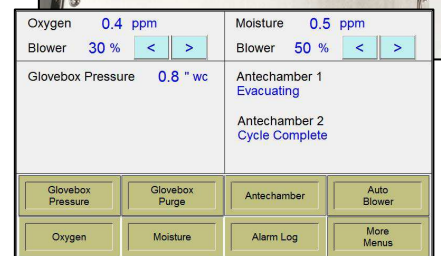 Oxygen 0.4 ppm
Blower 30 % < >
Moisture 0.5 ppm
Blower 50 % < >
Glovebox Pressure 0.8 " wc
Antechamber 1
Evacuating
Antechamber 2
Cycle Complete
Glovebox Pressure
Glovebox Purge
Antechamber
Auto Blower
Oxygen
Moisture
Alarm Log
More Menus